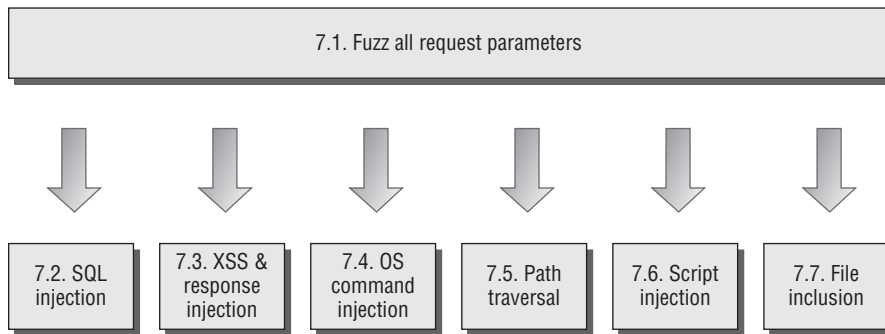 7.1. Fuzz all request parameters
7.2. SQL
injection
7.3. XSS &
response
injection
7.4. OS
command
injection
7.5. Path
traversal
7.6. Script
injection
7.7. File
inclusion